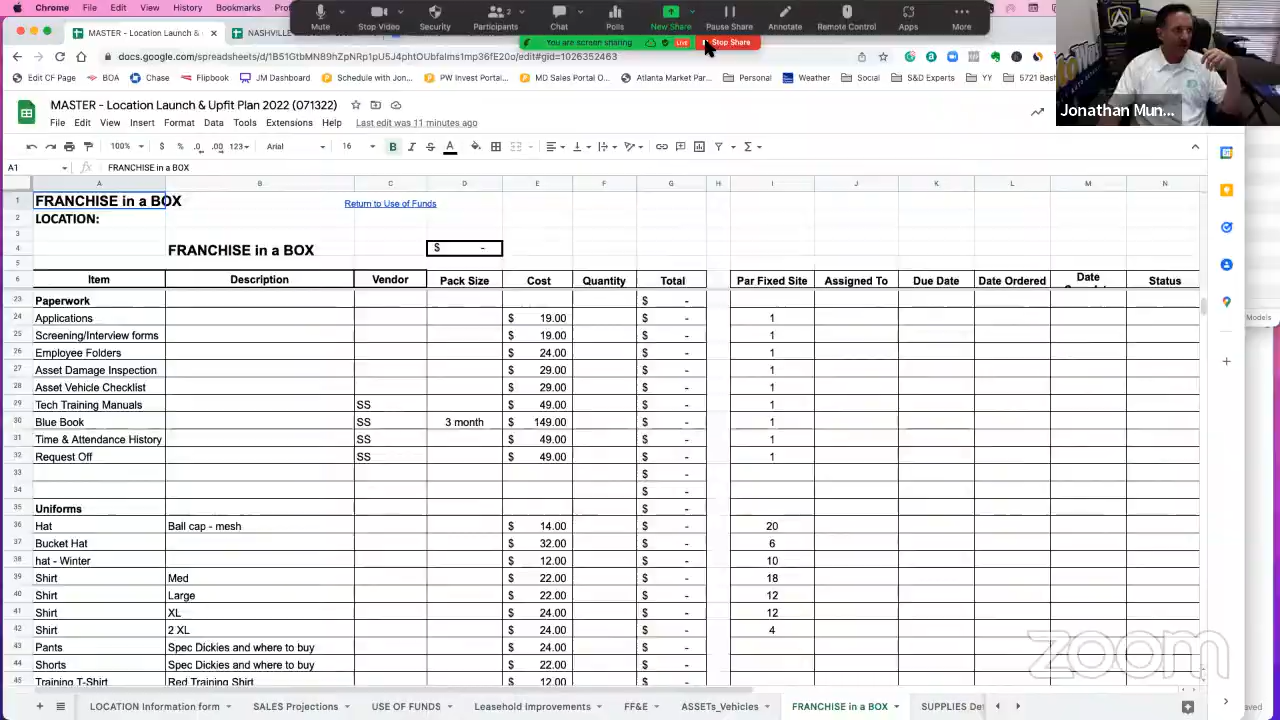 Chrome File Edit View History Bookmarks
Mute Stop Video Security Participants 2 Chat Polls New Share Pause Share Annotate Remote Control Apps More
You are screen sharing Live Stop Share
MASTER - Location Launch & U
docs.google.com/spreadsheets/d/
Edit CF Page BOA Chase Flipbook JM Dashboard Schedule with Jon... PW Invest Portal... MD Sales Portal O... Atlanta Market Par... Personal Weather Social S&D Experts YY 5721 Bast
Jonathan Mun...
MASTER - Location Launch & Upfit Plan 2022 (071322)
File Edit View Insert Format Data Tools Extensions Help Last edit was 11 minutes ago
100% $ % .0 .00 123 Arial 16 B I S A
A1 fx FRANCHISE in a BOX
A B C D E F G H I J K L M N
1 FRANCHISE in a BOX Return to Use of Funds
2 LOCATION:
3
4 FRANCHISE in a BOX $ -
5
6 Item Description Vendor Pack Size Cost Quantity Total Par Fixed Site Assigned To Due Date Date Ordered Date Status
23 Paperwork $ -
24 Applications $ 19.00 $ - 1
25 Screening/Interview forms $ 19.00 $ - 1
26 Employee Folders $ 24.00 $ - 1
27 Asset Damage Inspection $ 29.00 $ - 1
28 Asset Vehicle Checklist $ 29.00 $ - 1
29 Tech Training Manuals SS $ 49.00 $ - 1
30 Blue Book SS 3 month $ 149.00 $ - 1
31 Time & Attendance History SS $ 49.00 $ - 1
32 Request Off SS $ 49.00 $ - 1
33 $ -
34 $ -
35 Uniforms $ -
36 Hat Ball cap - mesh $ 14.00 $ - 20
37 Bucket Hat $ 32.00 $ - 6
38 hat - Winter $ 12.00 $ - 10
39 Shirt Med $ 22.00 $ - 18
40 Shirt Large $ 22.00 $ - 12
41 Shirt XL $ 24.00 $ - 12
42 Shirt 2 XL $ 24.00 $ - 4
43 Pants Spec Dickies and where to buy $ 24.00 $ -
44 Shorts Spec Dickies and where to buy $ 22.00 $ -
45 Training T-Shirt Red Training Shirt $ 12.00 $ -
Models
zoom
LOCATION Information form SALES Projections USE OF FUNDS Leasehold Improvements FF&E ASSETs_Vehicles FRANCHISE in a BOX SUPPLIES Det